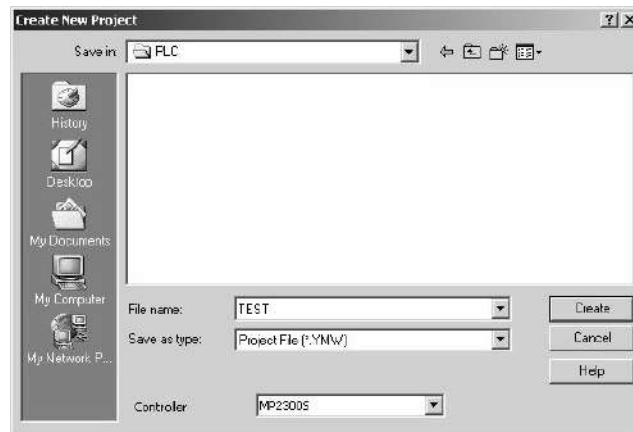 Create New Project
Save in: PLC
History
Desktop
My Documents
My Computer
My Network P...
File name: TEST
Create
Save as type: Project File (*.YMW)
Cancel
Help
Controller MP2300S